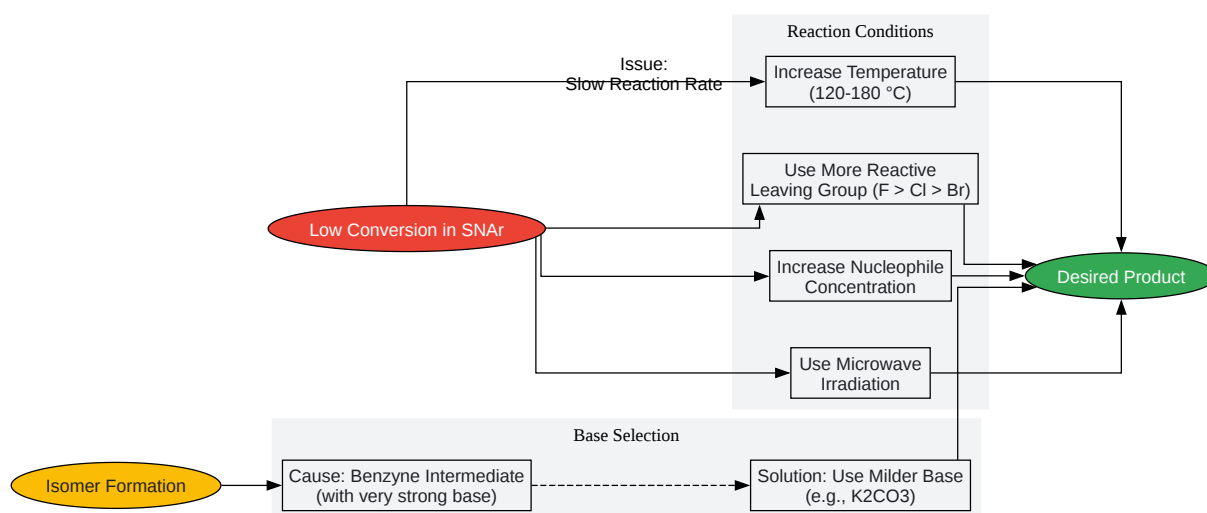 Reaction Conditions
Issue:
Slow Reaction Rate
Increase Temperature
(120-180 °C)
Use More Reactive
Leaving Group (F > Cl > Br)
Low Conversion in SNAr
Increase Nucleophile
Concentration
Desired Product
Use Microwave
Irradiation
Base Selection
Isomer Formation
Cause: Benzyne Intermediate
(with very strong base)
Solution: Use Milder Base
(e.g., K2CO3)